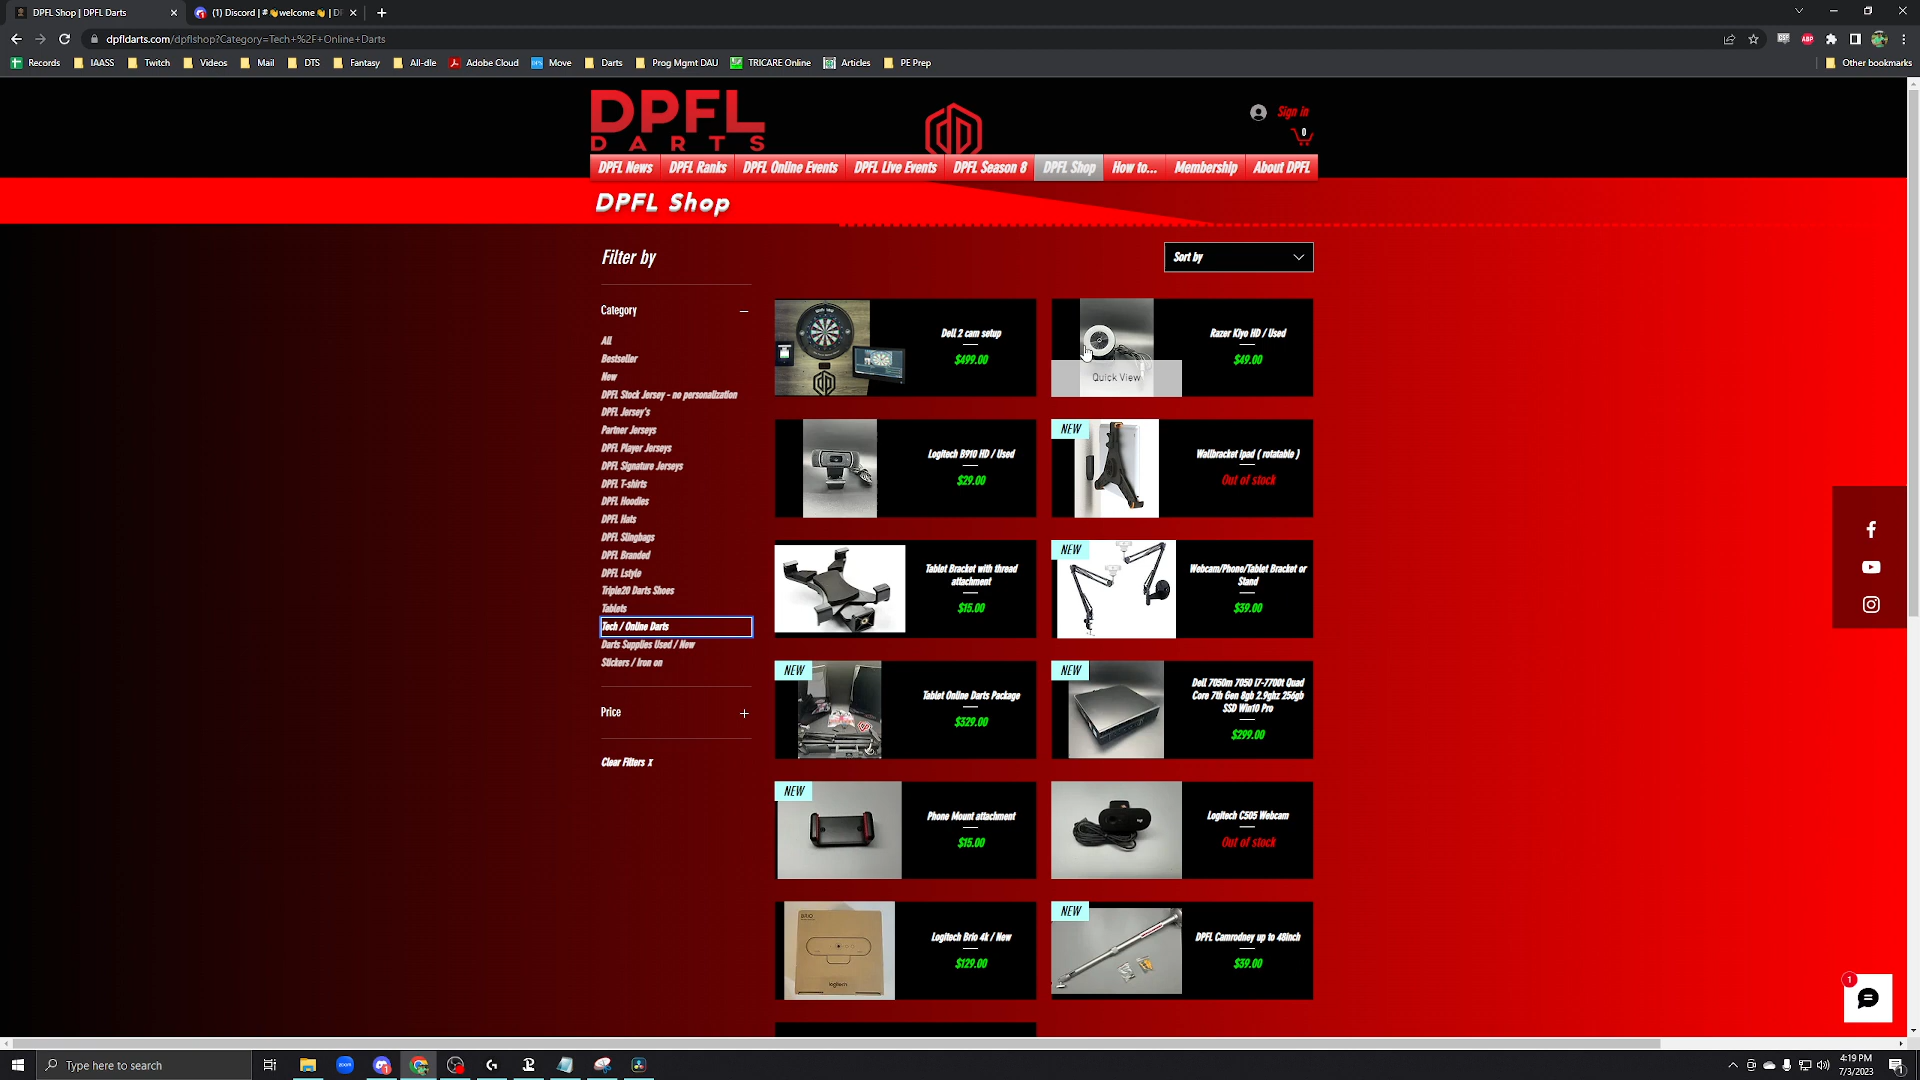 DPFL Shop | DPFL Darts
(1) Discord | #👋welcome👋 | DF
dpfldarts.com/dpflshop?Category=Tech+%2F+Online+Darts
Records
IAASS
Twitch
Videos
Mail
DTS
Fantasy
All-dle
Adobe Cloud
Move
Darts
Prog Mgmt DAU
TRICARE Online
Articles
PE Prep
Other bookmarks
DPFL
DARTS
Sign in
0
DPFL News
DPFL Ranks
DPFL Online Events
DPFL Live Events
DPFL Season 8
DPFL Shop
How to...
Membership
About DPFL
DPFL Shop
Filter by
Sort by
Category
All
Bestseller
New
DPFL Stock Jersey - no personalization
DPFL Jersey's
Partner Jerseys
DPFL Player Jerseys
DPFL Signature Jerseys
DPFL T-shirts
DPFL Hoodies
DPFL Hats
DPFL Slingbags
DPFL Branded
DPFL Lstyle
Triple20 Darts Shoes
Tablets
Tech / Online Darts
Darts Supplies Used / New
Stickers / Iron on
Price
Clear Filters x
Dell 2 cam setup
$499.00
Quick View
Razer Kiyo HD / Used
$49.00
Logitech B910 HD / Used
$29.00
NEW
Wallbracket ipad ( rotatable )
Out of stock
Tablet Bracket with thread
attachment
$15.00
NEW
Webcam/Phone/Tablet Bracket or
Stand
$39.00
NEW
Tablet Online Darts Package
$329.00
NEW
Dell 7050m 7050 i7-7700t Quad
Core 7th Gen 8gb 2.9ghz 256gb
SSD Win10 Pro
$299.00
NEW
Phone Mount attachment
$15.00
Logitech C505 Webcam
Out of stock
BRIO
logitech
Logitech Brio 4k / New
$129.00
NEW
DPFL Camrodney up to 48inch
$39.00
1
Type here to search
zoom
4:19 PM
7/3/2023